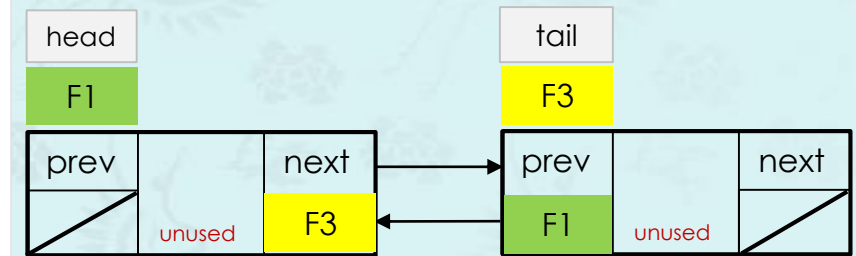 head tail
F1 F3
prev next prev next
unused F3 F1 unused